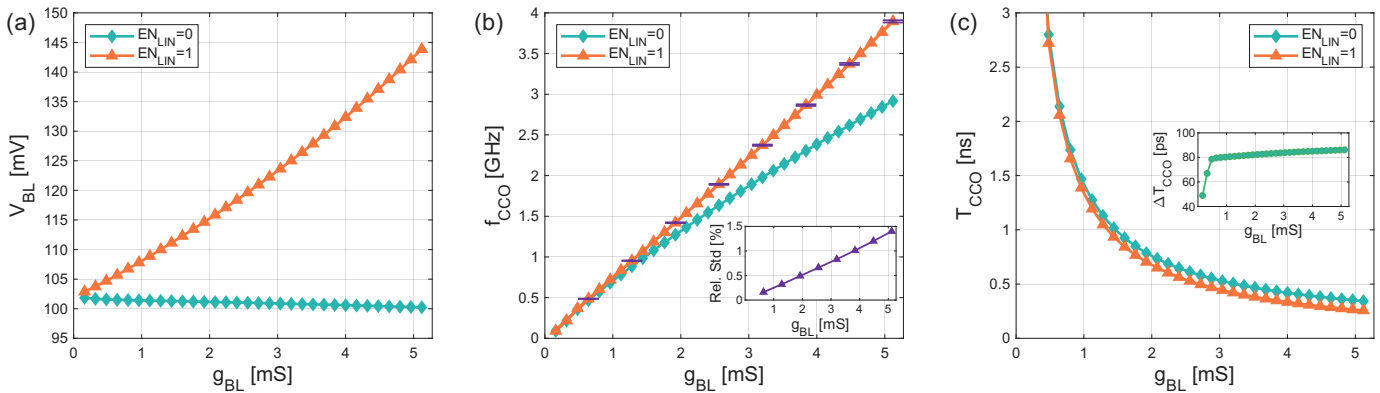 (a)
150
145
140
135
130
125
120
115
110
105
100
95
V_BL [mV]
0 1 2 3 4 5
g_BL [mS]
EN_LIN=0
EN_LIN=1
(b)
4
3.5
3
2.5
2
1.5
1
0.5
0
f_CCO [GHz]
0 1 2 3 4 5
g_BL [mS]
EN_LIN=0
EN_LIN=1
1.5
1.0
0.5
0
Rel. Std [%]
0 1 2 3 4 5
g_BL [mS]
(c)
3
2.5
2
1.5
1
0.5
0
T_CCO [ns]
0 1 2 3 4 5
g_BL [mS]
EN_LIN=0
EN_LIN=1
100
80
60
40
ΔT_CCO [ps]
1 2 3 4 5
g_BL [mS]